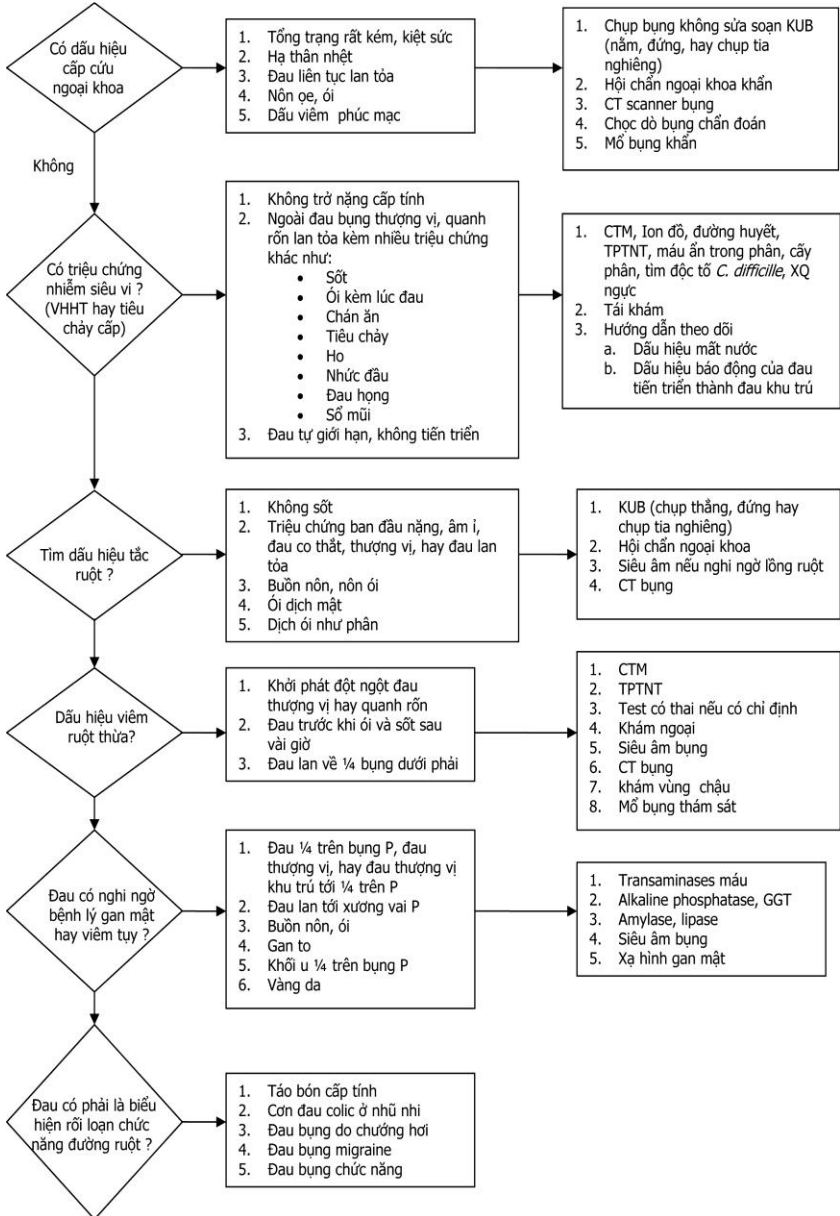 Có dấu hiệu
cấp cứu
ngoại khoa
1. Tổng trạng rất kém, kiệt sức
2. Hạ thân nhiệt
3. Đau liên tục lan tỏa
4. Nôn ọe, ói
5. Dấu viêm phúc mạc
1. Chụp bụng không sửa soạn KUB
(nằm, đứng, hay chụp tia
nghiêng)
2. Hội chẩn ngoại khoa khẩn
3. CT scanner bụng
4. Chọc dò bụng chẩn đoán
5. Mổ bụng khẩn
Không
Có triệu chứng
nhiễm siêu vi ?
(VHHT hay tiêu
chảy cấp)
1. Không trở nặng cấp tính
2. Ngoài đau bụng thượng vị, quanh
rốn lan tỏa kèm nhiều triệu chứng
khác như:
• Sốt
• Ói kèm lúc đau
• Chán ăn
• Tiêu chảy
• Ho
• Nhức đầu
• Đau họng
• Sổ mũi
3. Đau tự giới hạn, không tiến triển
1. CTM, Ion đồ, đường huyết,
TPTNT, máu ẩn trong phân, cấy
phân, tìm độc tố C. difficille, XQ
ngực
2. Tái khám
3. Hướng dẫn theo dõi
a. Dấu hiệu mất nước
b. Dấu hiệu báo động của đau
tiến triển thành đau khu trú
Tìm dấu hiệu tắc
ruột ?
1. Không sốt
2. Triệu chứng ban đầu nặng, âm ỉ,
đau co thắt, thượng vị, hay đau lan
tỏa
3. Buồn nôn, nôn ói
4. Ói dịch mật
5. Dịch ói như phân
1. KUB (chụp thẳng, đứng hay
chụp tia nghiêng)
2. Hội chẩn ngoại khoa
3. Siêu âm nếu nghi ngờ lồng ruột
4. CT bụng
Dấu hiệu viêm
ruột thừa?
1. Khởi phát đột ngột đau
thượng vị hay quanh rốn
2. Đau trước khi ói và sốt sau
vài giờ
3. Đau lan về ¼ bụng dưới phải
1. CTM
2. TPTNT
3. Test có thai nếu có chỉ định
4. Khám ngoại
5. Siêu âm bụng
6. CT bụng
7. khám vùng chậu
8. Mổ bụng thám sát
Đau có nghi ngờ
bệnh lý gan mật
hay viêm tụy ?
1. Đau ¼ trên bụng P, đau
thượng vị, hay đau thượng vị
khu trú tới ¼ trên P
2. Đau lan tới xương vai P
3. Buồn nôn, ói
4. Gan to
5. Khối u ¼ trên bụng P
6. Vàng da
1. Transaminases máu
2. Alkaline phosphatase, GGT
3. Amylase, lipase
4. Siêu âm bụng
5. Xạ hình gan mật
Đau có phải là biểu
hiện rối loạn chức
năng đường ruột ?
1. Táo bón cấp tính
2. Cơn đau colic ở nhũ nhi
3. Đau bụng do chướng hơi
4. Đau bụng migraine
5. Đau bụng chức năng